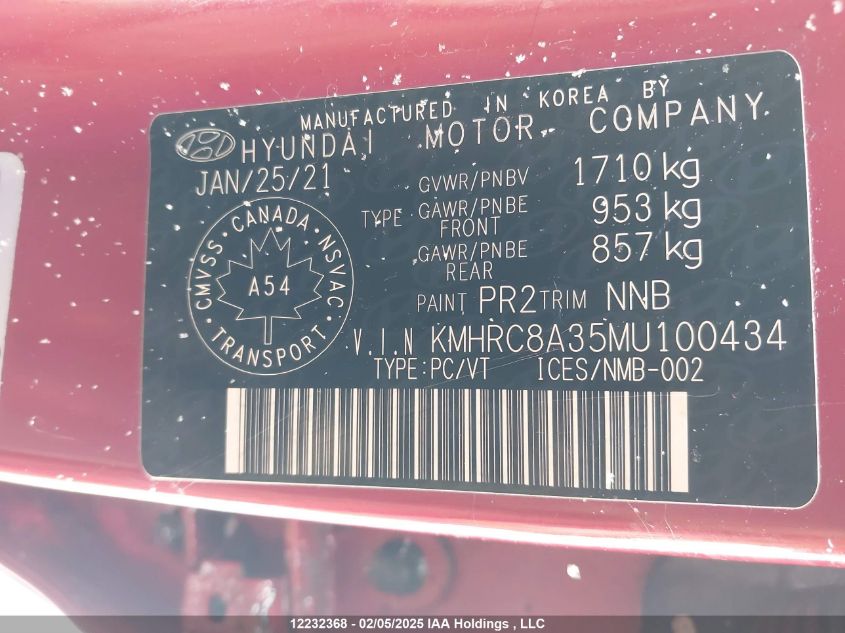 MANUFACTURED IN KOREA BY
HYUNDAI MOTOR COMPANY
JAN/25/21
GVWR/PNBV 1710 kg
TYPE GAWR/PNBE FRONT 953 kg
GAWR/PNBE REAR 857 kg
CMVSS · CANADA · NSVAC · TRANSPORT ·
A54
PAINT PR2 TRIM NNB
V.I.N KMHRC8A35MU100434
TYPE:PC/VT ICES/NMB-002
12232368 - 02/05/2025 IAA Holdings , LLC